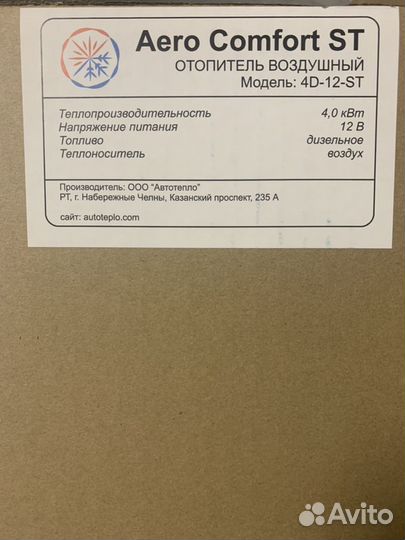 Aero Comfort ST
ОТОПИТЕЛЬ ВОЗДУШНЫЙ
Модель: 4D-12-ST
Теплопроизводительность 4,0 кВт
Напряжение питания 12 В
Топливо дизельное
Теплоноситель воздух
Производитель: ООО "Автотепло"
РТ, г. Набережные Челны, Казанский проспект, 235 А
сайт: autoteplo.com
Avito